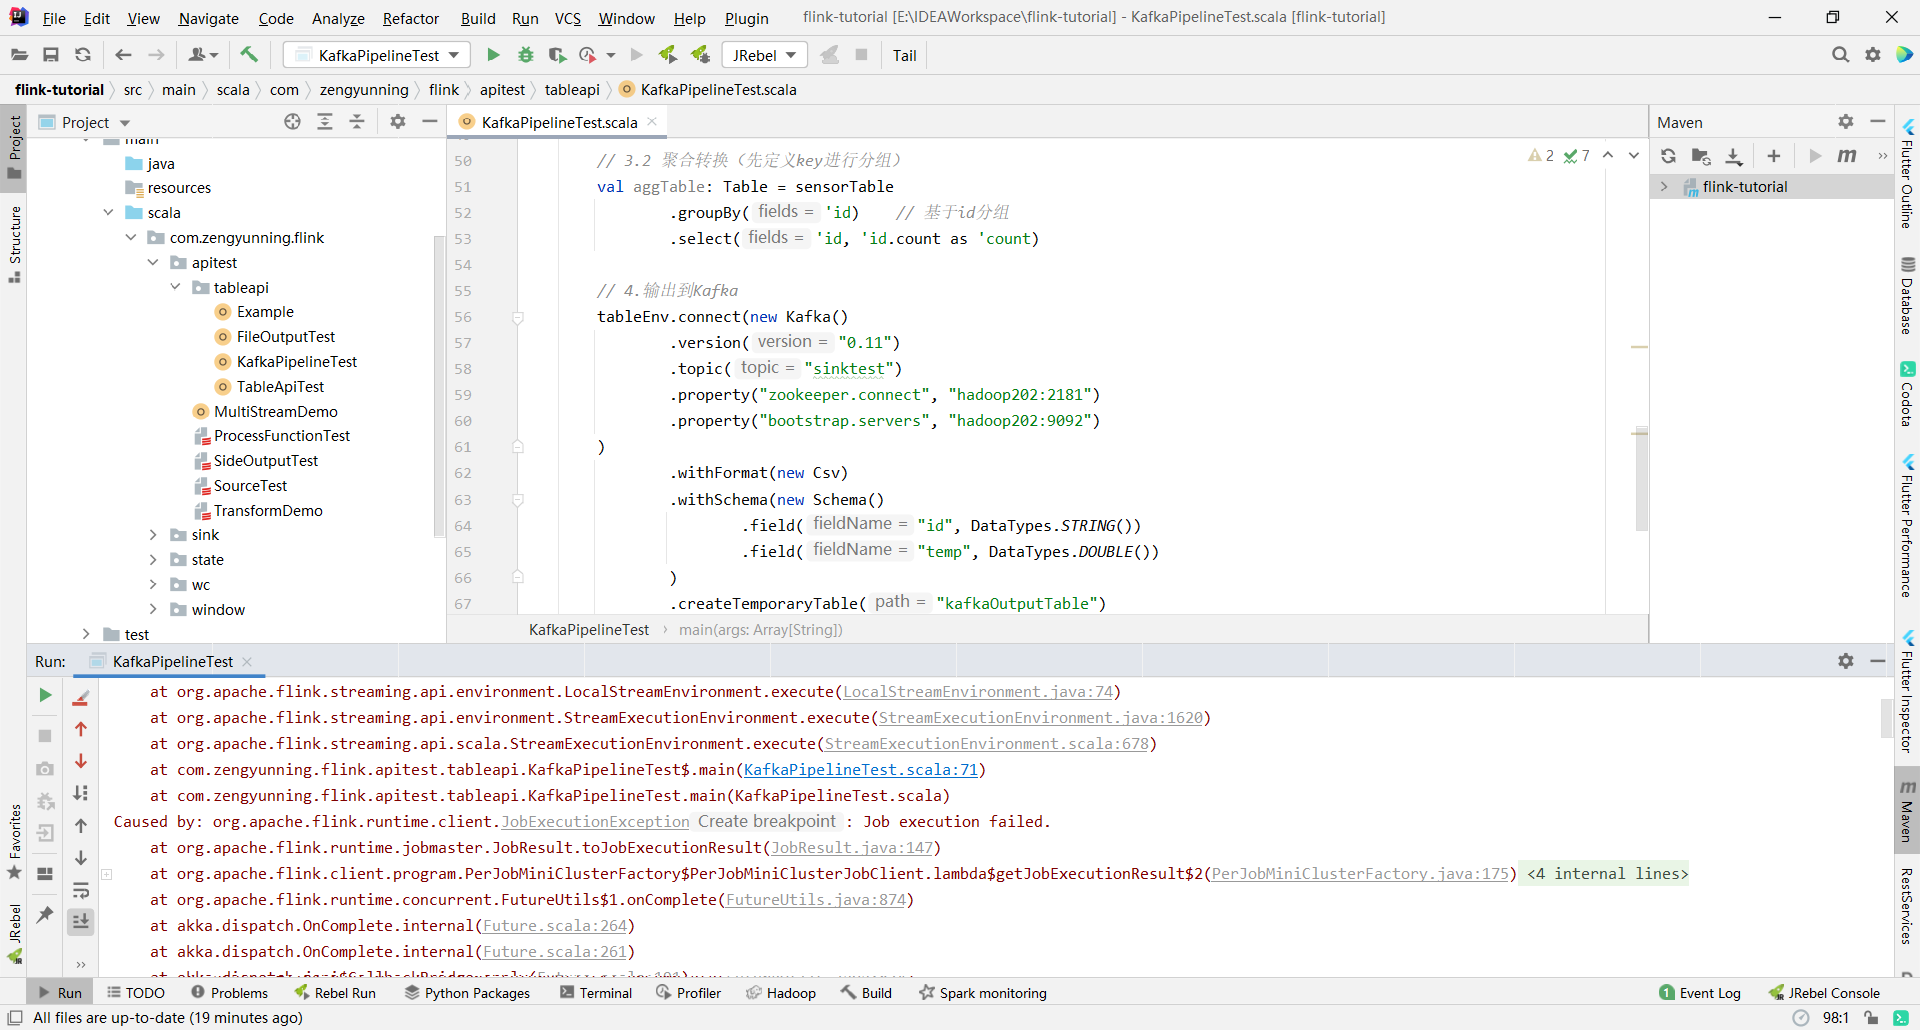 File Edit View Navigate Code Analyze Refactor Build Run VCS Window Help Plugin flink-tutorial [E:\IDEAWorkspace\flink-tutorial] - KafkaPipelineTest.scala [flink-tutorial]
KafkaPipelineTest JRebel Tail
flink-tutorial src main scala com zengyunning flink apitest tableapi KafkaPipelineTest.scala
Project
main
java
resources
scala
com.zengyunning.flink
apitest
tableapi
Example
FileOutputTest
KafkaPipelineTest
TableApiTest
MultiStreamDemo
ProcessFunctionTest
SideOutputTest
SourceTest
TransformDemo
sink
state
wc
window
test
KafkaPipelineTest.scala
2 7
50 // 3.2 聚合转换（先定义key进行分组）
51 val aggTable: Table = sensorTable
52 .groupBy( fields = 'id) // 基于id分组
53 .select( fields = 'id, 'id.count as 'count)
54
55 // 4.输出到Kafka
56 tableEnv.connect(new Kafka()
57 .version( version = "0.11")
58 .topic( topic = "sinktest")
59 .property("zookeeper.connect", "hadoop202:2181")
60 .property("bootstrap.servers", "hadoop202:9092")
61 )
62 .withFormat(new Csv)
63 .withSchema(new Schema()
64 .field( fieldName = "id", DataTypes.STRING())
65 .field( fieldName = "temp", DataTypes.DOUBLE())
66 )
67 .createTemporaryTable( path = "kafkaOutputTable")
KafkaPipelineTest main(args: Array[String])
Maven
flink-tutorial
Project
Structure
Favorites
JRebel
Flutter Outline
Database
Codota
Flutter Performance
Flutter Inspector
Maven
RestServices
Run: KafkaPipelineTest
at org.apache.flink.streaming.api.environment.LocalStreamEnvironment.execute(LocalStreamEnvironment.java:74)
at org.apache.flink.streaming.api.environment.StreamExecutionEnvironment.execute(StreamExecutionEnvironment.java:1620)
at org.apache.flink.streaming.api.scala.StreamExecutionEnvironment.execute(StreamExecutionEnvironment.scala:678)
at com.zengyunning.flink.apitest.tableapi.KafkaPipelineTest$.main(KafkaPipelineTest.scala:71)
at com.zengyunning.flink.apitest.tableapi.KafkaPipelineTest.main(KafkaPipelineTest.scala)
Caused by: org.apache.flink.runtime.client.JobExecutionException Create breakpoint : Job execution failed.
at org.apache.flink.runtime.jobmaster.JobResult.toJobExecutionResult(JobResult.java:147)
at org.apache.flink.client.program.PerJobMiniClusterFactory$PerJobMiniClusterJobClient.lambda$getJobExecutionResult$2(PerJobMiniClusterFactory.java:175) <4 internal lines>
at org.apache.flink.runtime.concurrent.FutureUtils$1.onComplete(FutureUtils.java:874)
at akka.dispatch.OnComplete.internal(Future.scala:264)
at akka.dispatch.OnComplete.internal(Future.scala:261)
Run TODO Problems Rebel Run Python Packages Terminal Profiler Hadoop Build Spark monitoring 1 Event Log JRebel Console
All files are up-to-date (19 minutes ago) 98:1